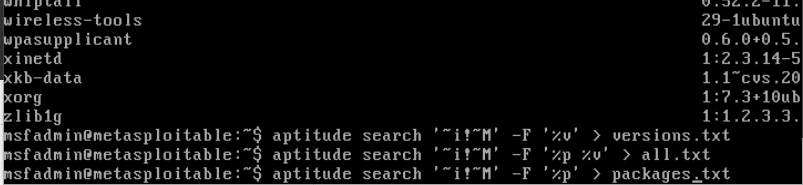 whiptail 0.52.2-11.
wireless-tools 29-1ubuntu
wpasupplicant 0.6.0+0.5.
xinetd 1:2.3.14-5
xkb-data 1.1~cvs.20
xorg 1:7.3+10ub
zlib1g 1:1.2.3.3.
msfadmin@metasploitable:~$ aptitude search '~i!~M' -F '%v' > versions.txt
msfadmin@metasploitable:~$ aptitude search '~i!~M' -F '%p %v' > all.txt
msfadmin@metasploitable:~$ aptitude search '~i!~M' -F '%p' > packages.txt